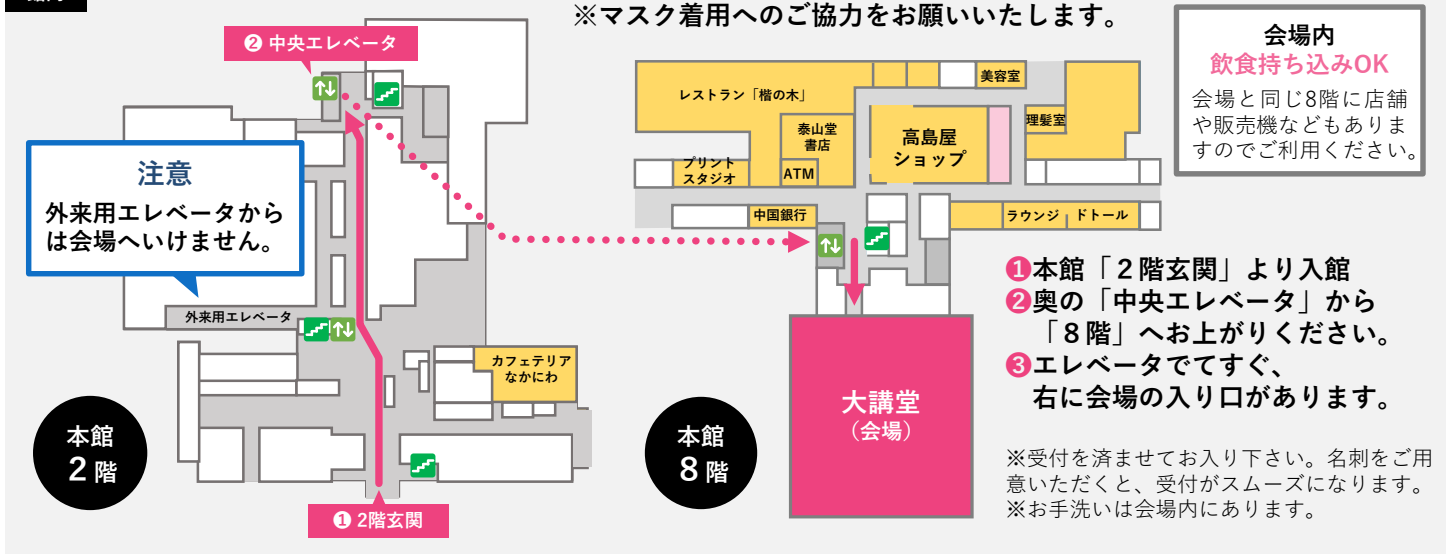 ※マスク着用へのご協力をお願いいたします。
❷ 中央エレベータ
注意
外来用エレベータから
は会場へいけません。
外来用エレベータ
カフェテリア
なかにわ
本館
2 階
❶ 2階玄関
レストラン「楷の木」
美容室
泰山堂
書店
高島屋
ショップ
理髪室
プリント
スタジオ
ATM
中国銀行
ラウンジ
ドトール
大講堂
（会場）
本館
8 階
会場内
飲食持ち込みOK
会場と同じ8階に店舗
や販売機などもありま
すのでご利用ください。
❶本館「２階玄関」より入館
❷奥の「中央エレベータ」から
「８階」へお上がりください。
❸エレベータでてすぐ、
右に会場の入り口があります。
※受付を済ませてお入り下さい。名刺をご用
意いただくと、受付がスムーズになります。
※お手洗いは会場内にあります。